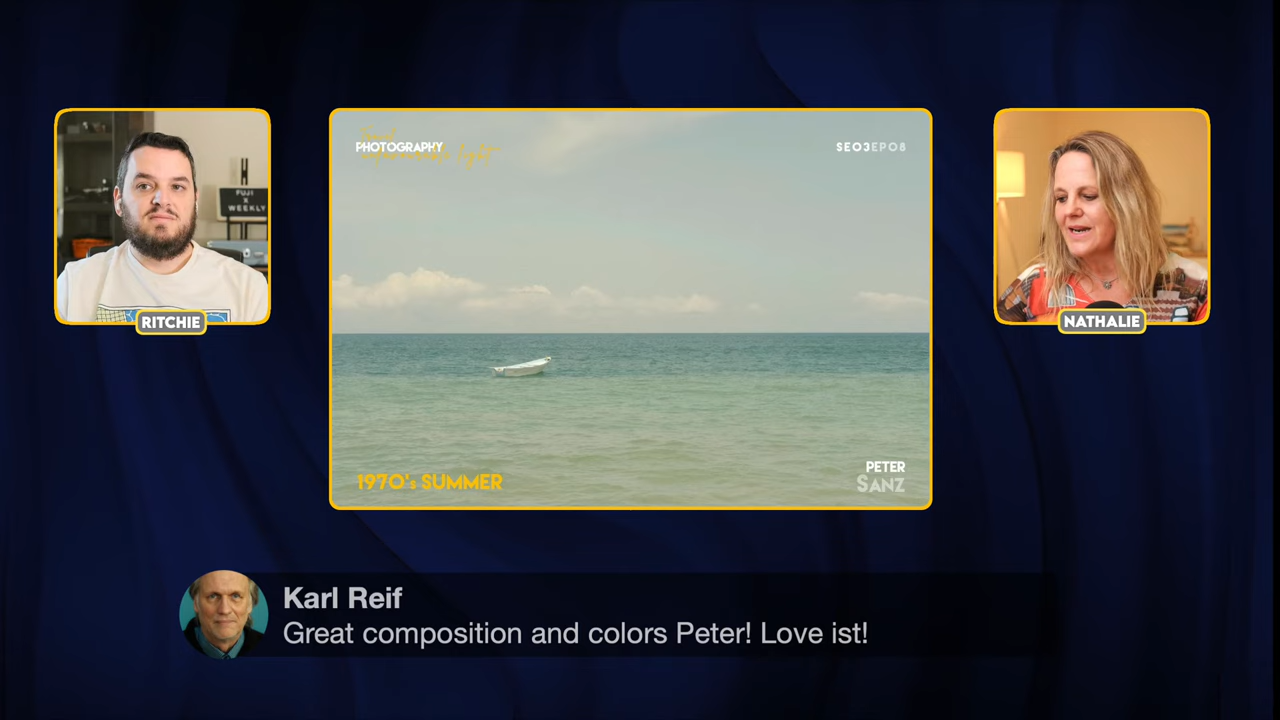 PHOTOGRAPHY
SE03EP08
FUJI
X
WEEKLY
RITCHIE
NATHALIE
1970's SUMMER
PETER
SANZ
Karl Reif
Great composition and colors Peter! Love ist!